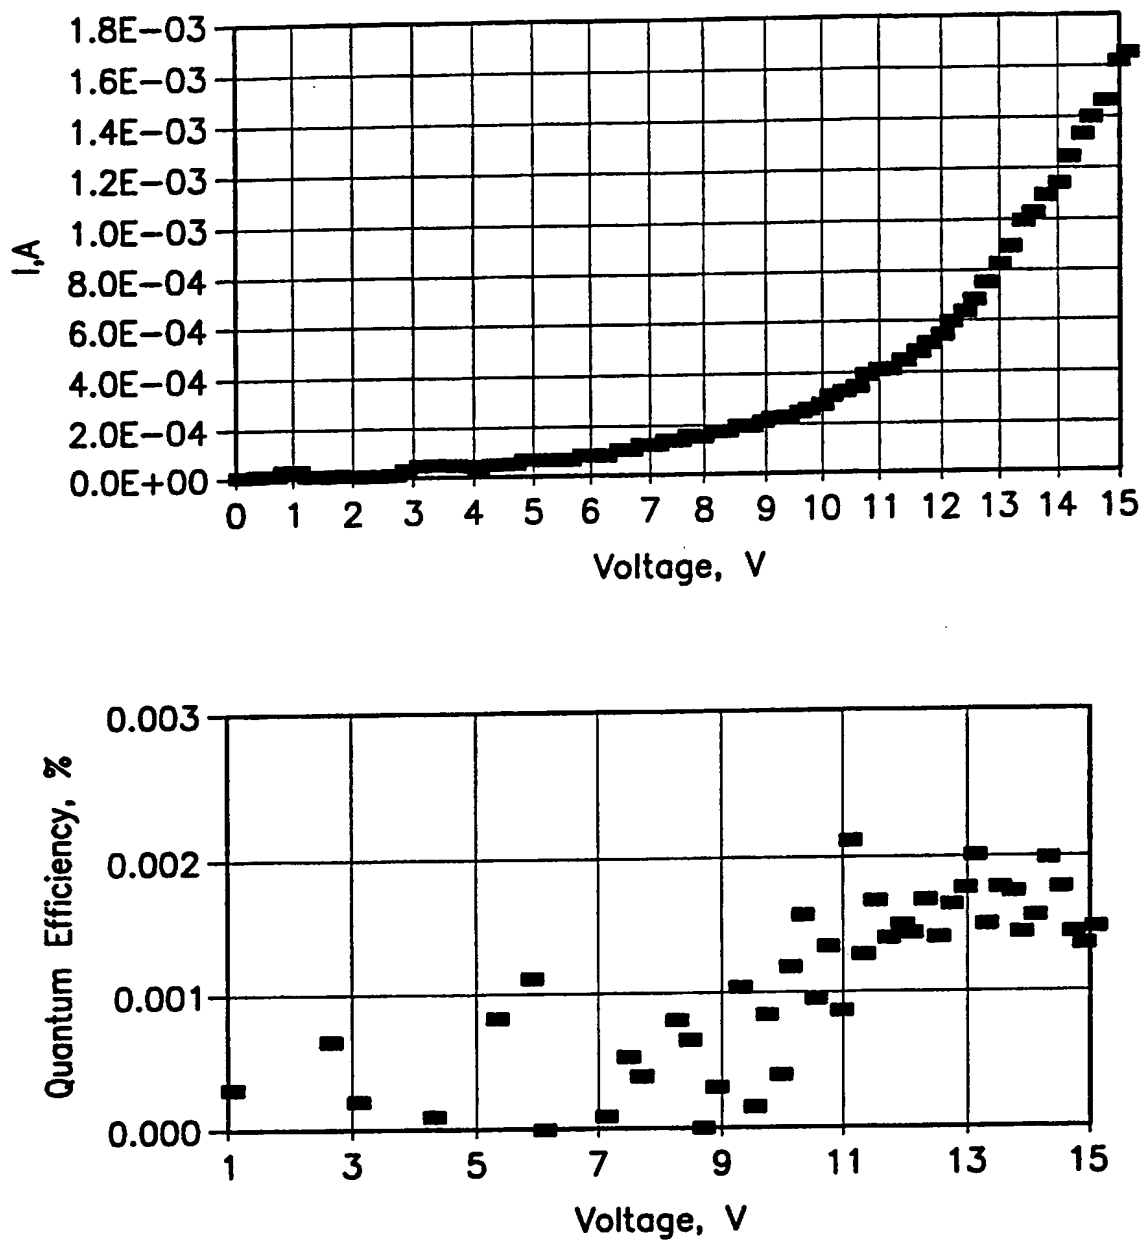 1.8E−03
1.6E−03
1.4E−03
1.2E−03
1.0E−03
8.0E−04
6.0E−04
4.0E−04
2.0E−04
0.0E+00
I,A
0 1 2 3 4 5 6 7 8 9 10 11 12 13 14 15
Voltage, V
0.003
0.002
0.001
0.000
Quantum Efficiency, %
1 3 5 7 9 11 13 15
Voltage, V